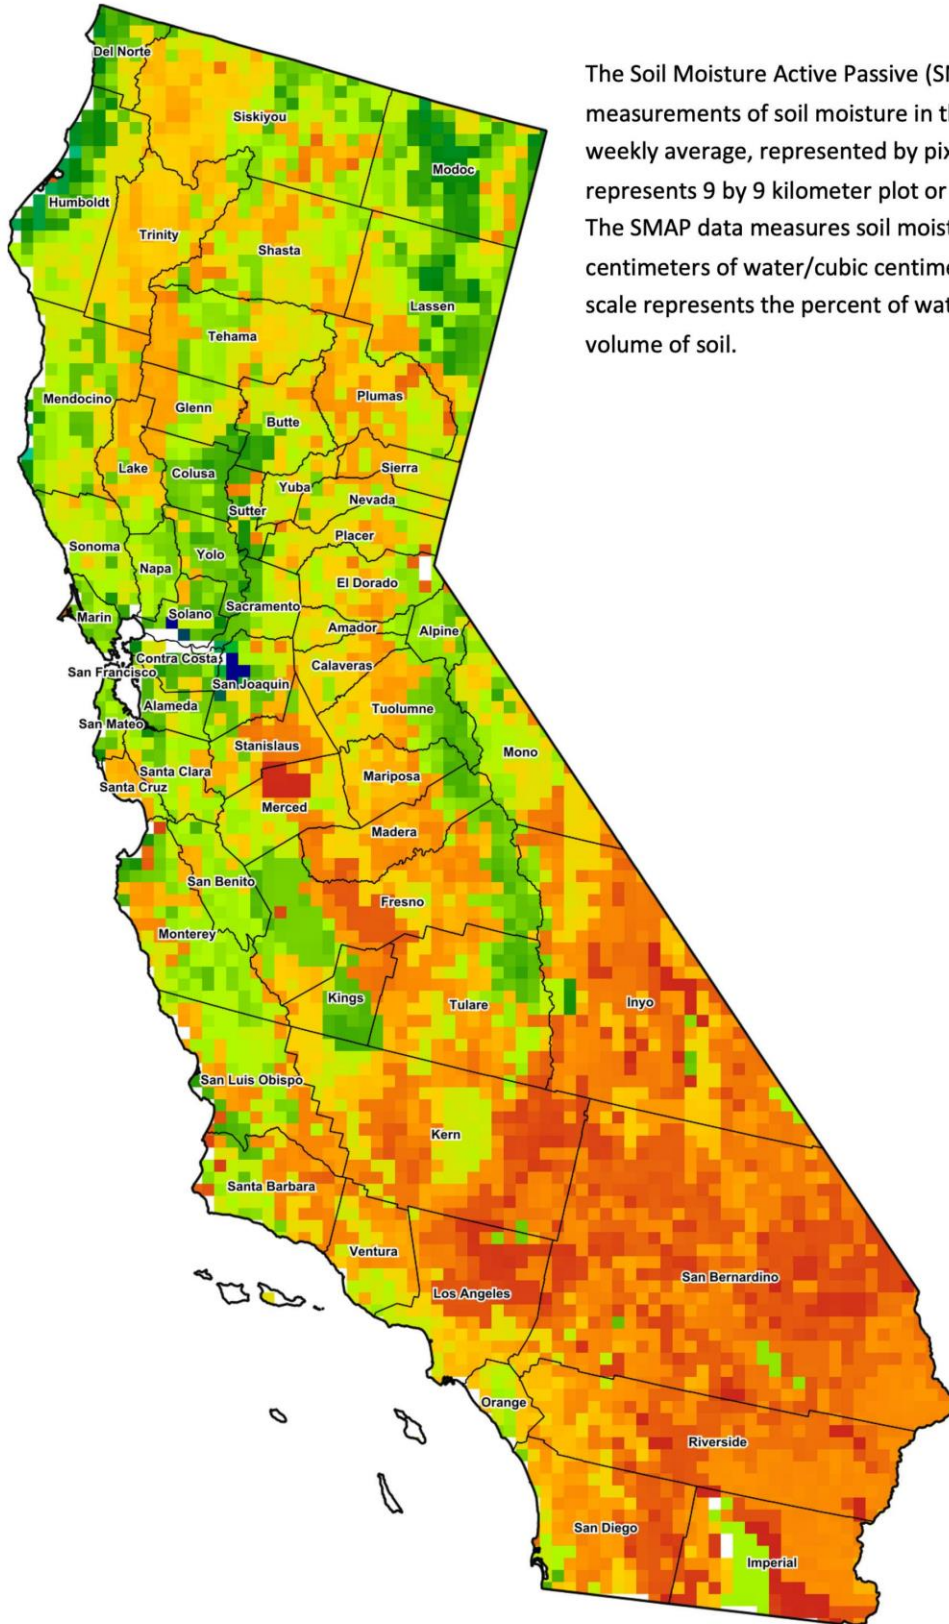 The Soil Moisture Active Passive (S
measurements of soil moisture in t
weekly average, represented by pix
represents 9 by 9 kilometer plot or
The SMAP data measures soil moist
centimeters of water/cubic centime
scale represents the percent of wat
volume of soil.
Del Norte
Siskiyou
Modoc
Humboldt
Trinity
Shasta
Lassen
Tehama
Mendocino
Glenn
Butte
Plumas
Lake
Colusa
Sierra
Yuba
Nevada
Sutter
Placer
Sonoma
Napa
Yolo
El Dorado
Marin
Solano
Sacramento
Amador
Alpine
Contra Costa
San Francisco
San Joaquin
Calaveras
Alameda
Tuolumne
San Mateo
Stanislaus
Mono
Santa Clara
Mariposa
Santa Cruz
Merced
Madera
San Benito
Fresno
Monterey
Kings
Tulare
Inyo
San Luis Obispo
Kern
Santa Barbara
Ventura
San Bernardino
Los Angeles
Orange
Riverside
San Diego
Imperial